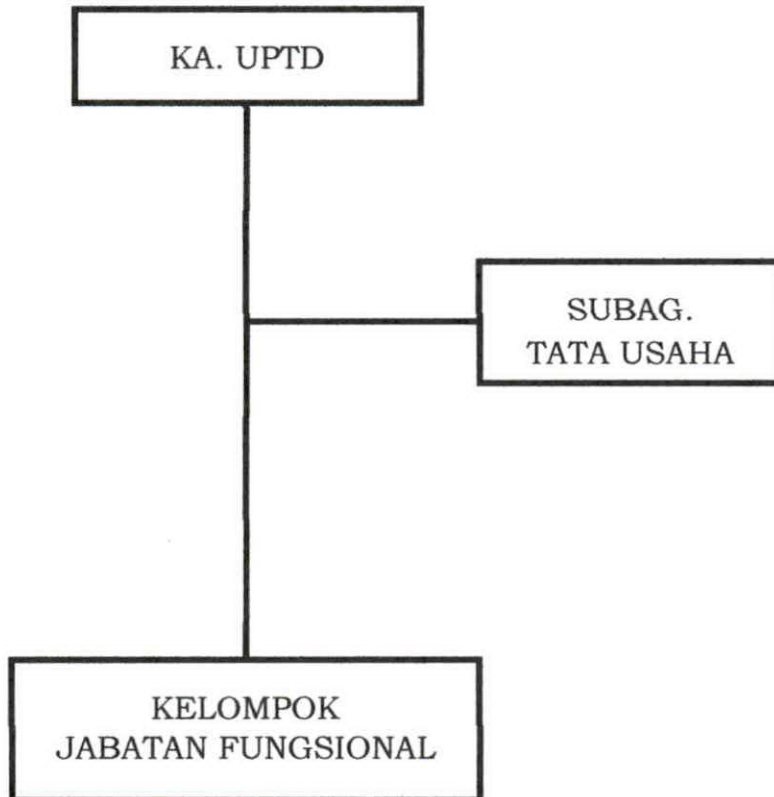 KA. UPTD
SUBAG.
TATA USAHA
KELOMPOK
JABATAN FUNGSIONAL